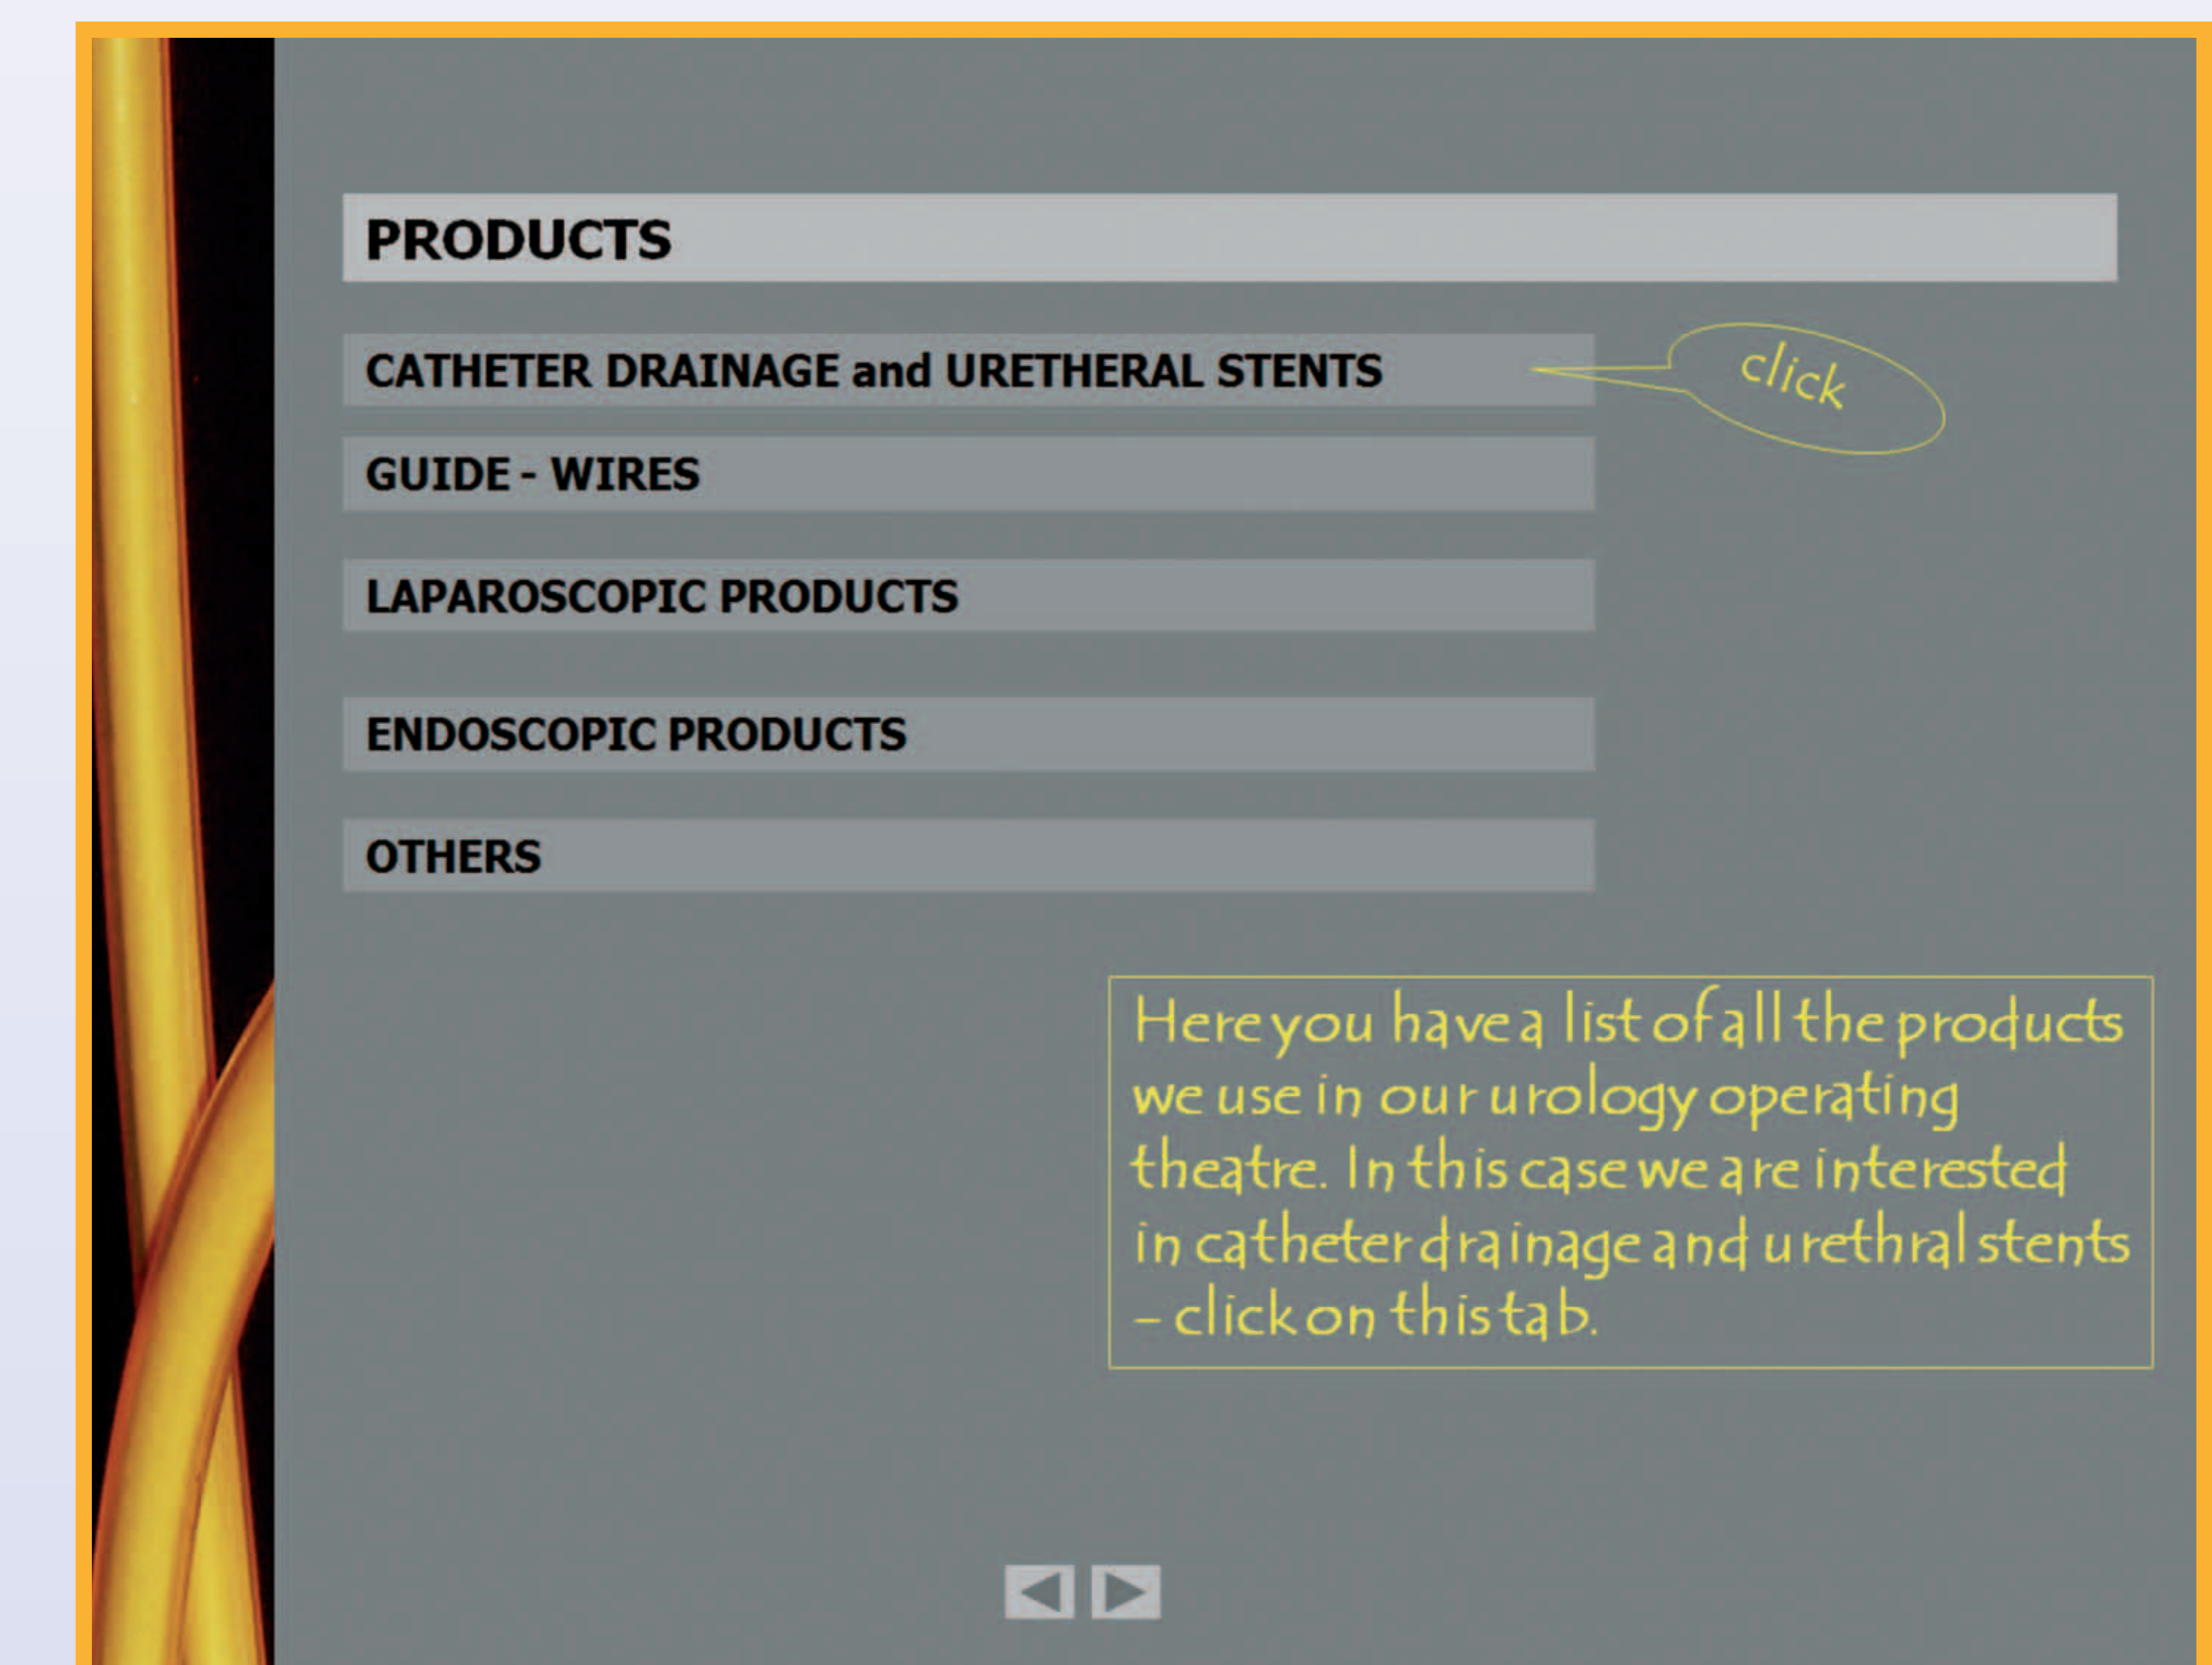 PRODUCTS
CATHETER DRAINAGE and URETHERAL STENTS
click
GUIDE - WIRES
LAPAROSCOPIC PRODUCTS
ENDOSCOPIC PRODUCTS
OTHERS
Here you have a list of all the products
we use in our urology operating
theatre. In this case we are interested
in catheter drainage and urethral stents
– click on this tab.